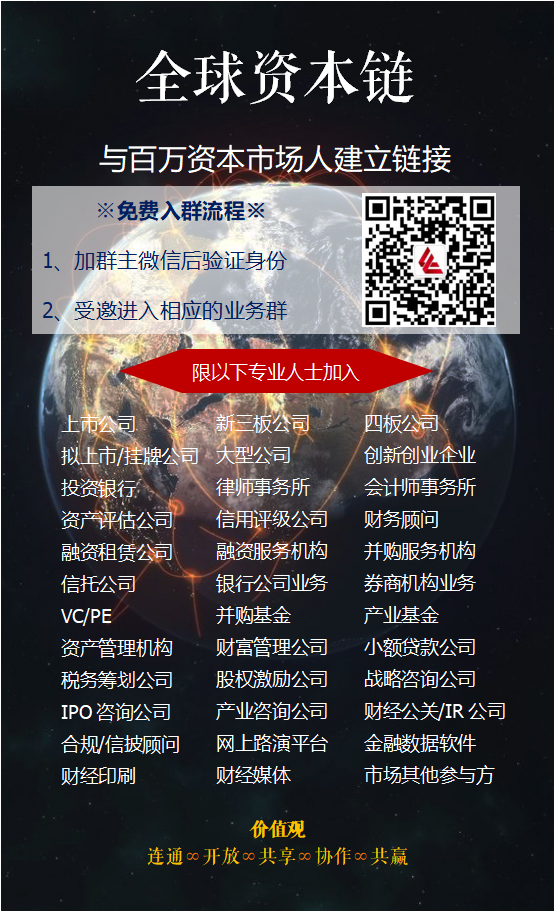 全球资本链
与百万资本市场人建立链接
※免费入群流程※
1、加群主微信后验证身份
2、受邀进入相应的业务群
限以下专业人士加入
上市公司 新三板公司 四板公司
拟上市/挂牌公司 大型公司 创新创业企业
投资银行 律师事务所 会计师事务所
资产评估公司 信用评级公司 财务顾问
融资租赁公司 融资服务机构 并购服务机构
信托公司 银行公司业务 券商机构业务
VC/PE 并购基金 产业基金
资产管理机构 财富管理公司 小额贷款公司
税务筹划公司 股权激励公司 战略咨询公司
IPO 咨询公司 产业咨询公司 财经公关/IR 公司
合规/信披顾问 网上路演平台 金融数据软件
财经印刷 财经媒体 市场其他参与方
价值观
连通∞开放∞共享∞协作∞共赢